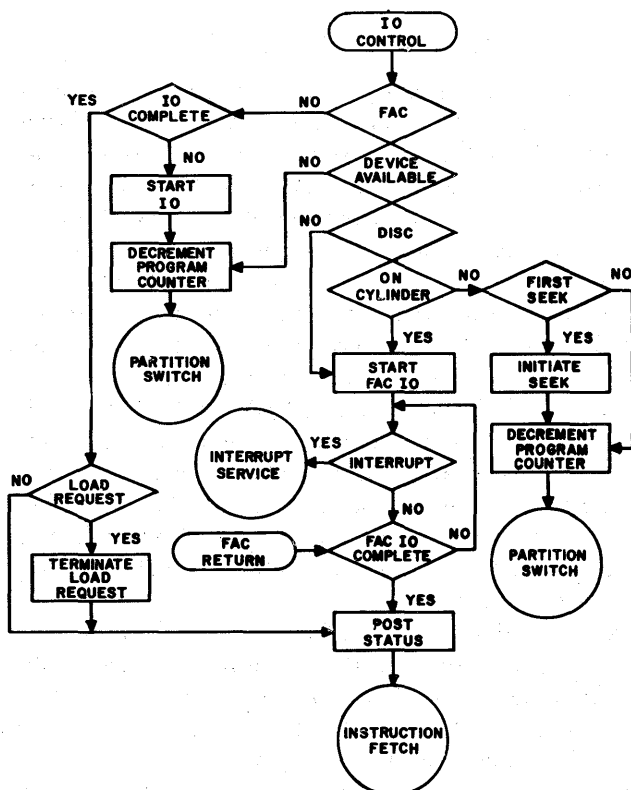 IO
CONTROL
YES
IO
COMPLETE
NO
FAC
NO
START
IO
NO
DEVICE
AVAILABLE
NO
DISC
DECREMENT
PROGRAM
COUNTER
ON
CYLINDER
NO
FIRST
SEEK
NO
PARTITION
SWITCH
YES
START
FAC IO
YES
INITIATE
SEEK
INTERRUPT
SERVICE
YES
INTERRUPT
DECREMENT
PROGRAM
COUNTER
NO
LOAD
REQUEST
NO
FAC
RETURN
FAC IO
COMPLETE
NO
PARTITION
SWITCH
YES
TERMINATE
LOAD
REQUEST
YES
POST
STATUS
INSTRUCTION
FETCH